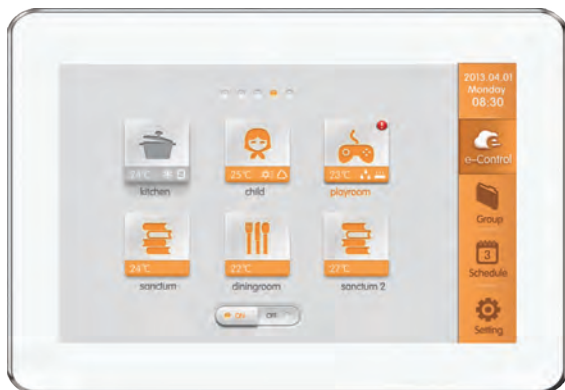 2013.04.01
Monday
08:30
e-Control
Group
3
Schedule
Setting
24℃
25℃
23℃
kitchen
child
playroom
24℃
22℃
27℃
sanctum
diningroom
sanctum 2
ON
OFF